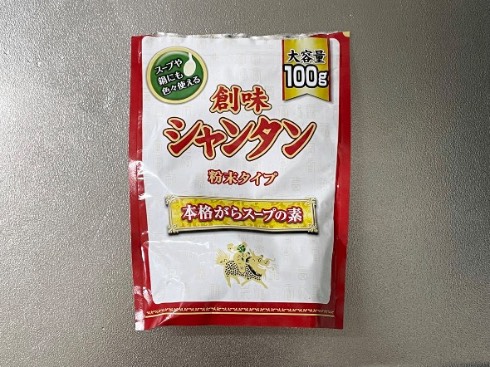 スープや
鍋にも
色々使える
大容量
100g
創味
シャンタン
粉末タイプ
本格がらスープの素